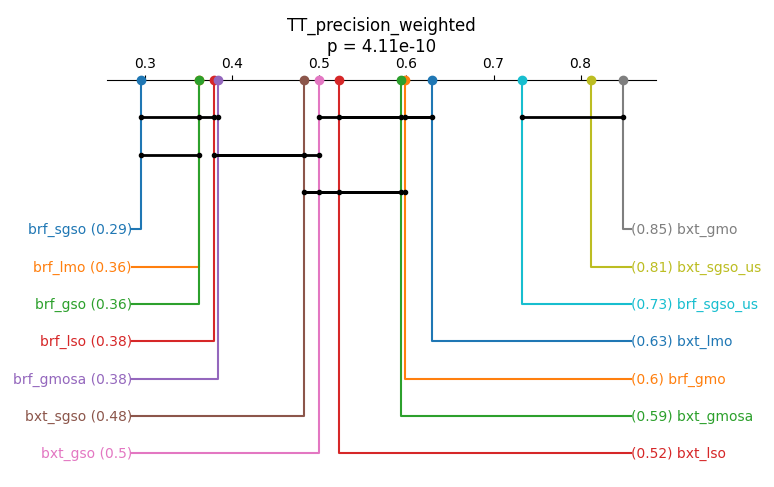 TT_precision_weighted
p = 4.11e-10
0.3 0.4 0.5 0.6 0.7 0.8
brf_sgso (0.29) (0.85) bxt_gmo
brf_lmo (0.36) (0.81) bxt_sgso_us
brf_gso (0.36) (0.73) brf_sgso_us
brf_lso (0.38) (0.63) bxt_lmo
brf_gmosa (0.38) (0.6) brf_gmo
bxt_sgso (0.48) (0.59) bxt_gmosa
bxt_gso (0.5) (0.52) bxt_lso